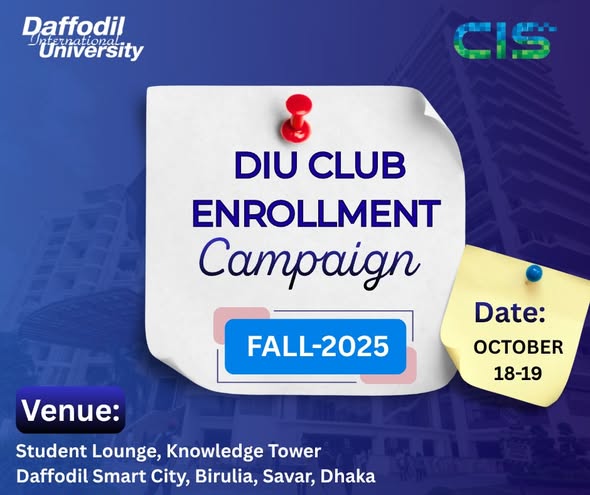 Daffodil
International
University
CIS
DIU CLUB
ENROLLMENT
Campaign
FALL-2025
Date:
OCTOBER
18-19
Venue:
Student Lounge, Knowledge Tower
Daffodil Smart City, Birulia, Savar, Dhaka